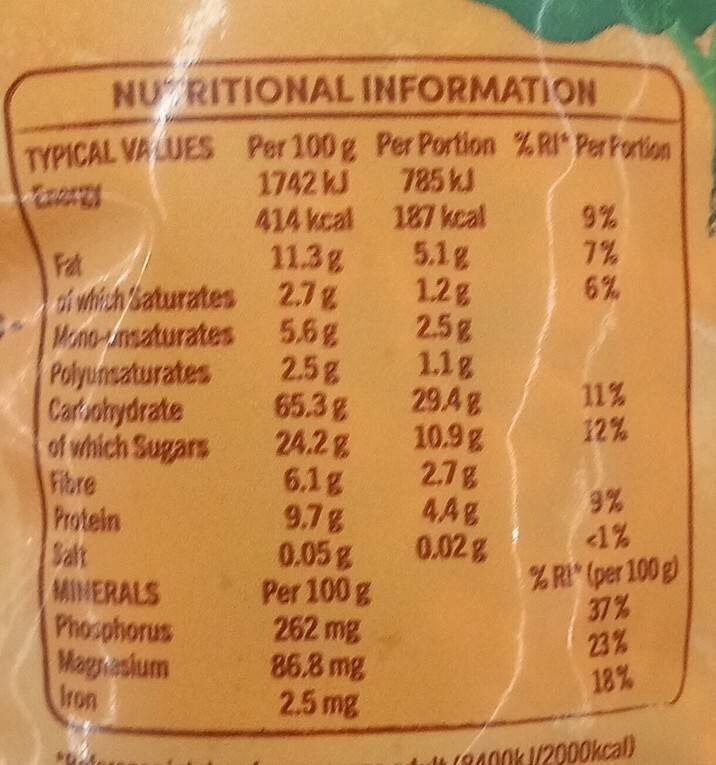 NUTRITIONAL INFORMATION
TYPICAL VALUES Per 100 g Per Portion % RI* Per Portion
Energy 1742 kJ 785 kJ
414 kcal 187 kcal 9%
Fat 11.3 g 5.1 g 7%
of which Saturates 2.7 g 1.2 g 6%
Mono-unsaturates 5.6 g 2.5 g
Polyunsaturates 2.5 g 1.1 g
Carbohydrate 65.3 g 29.4 g 11%
of which Sugars 24.2 g 10.9 g 12%
Fibre 6.1 g 2.7 g
Protein 9.7 g 4.4 g 9%
Salt 0.05 g 0.02 g <1%
MINERALS Per 100 g % RI* (per 100 g)
Phosphorus 262 mg 37%
Magnesium 86.8 mg 23%
Iron 2.5 mg 18%
(8400kJ/2000kcal)